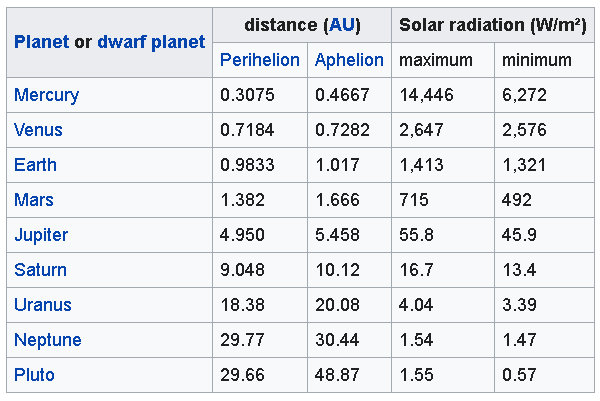 Planet or dwarf planet distance (AU) Solar radiation (W/m²)
Perihelion Aphelion maximum minimum
Mercury 0.3075 0.4667 14,446 6,272
Venus 0.7184 0.7282 2,647 2,576
Earth 0.9833 1.017 1,413 1,321
Mars 1.382 1.666 715 492
Jupiter 4.950 5.458 55.8 45.9
Saturn 9.048 10.12 16.7 13.4
Uranus 18.38 20.08 4.04 3.39
Neptune 29.77 30.44 1.54 1.47
Pluto 29.66 48.87 1.55 0.57